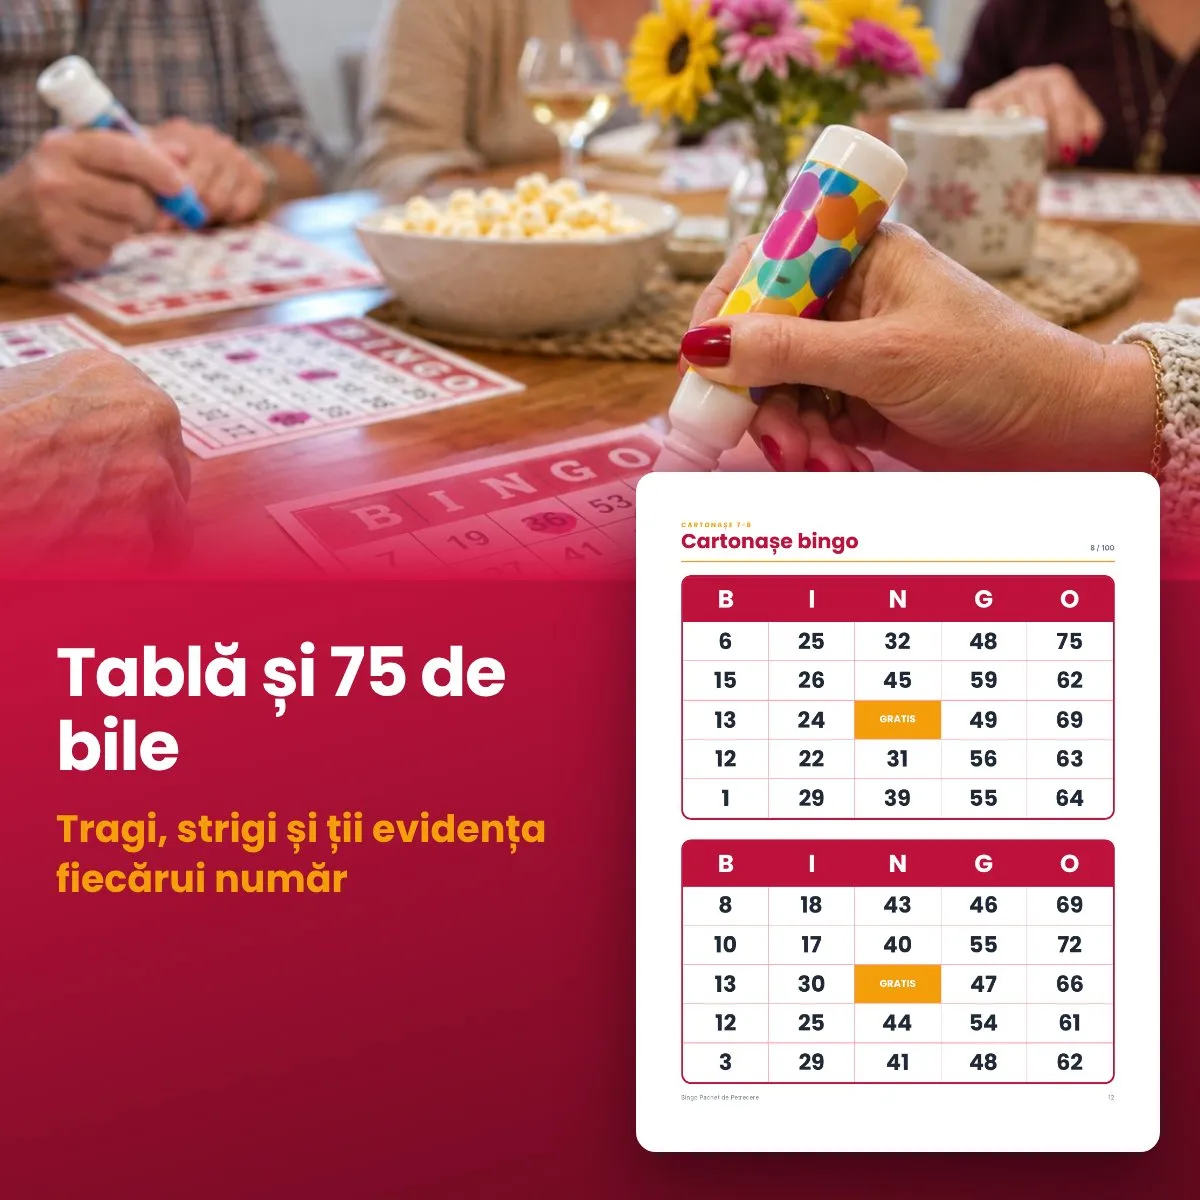 BINGO
BINGO
7 19 36 53
41
37
Tablă și 75 de
bile
Tragi, strigi și ții evidența
fiecărui număr
CARTONAȘE 7-8
Cartonașe bingo
8 / 100
B I N G O
6 25 32 48 75
15 26 45 59 62
13 24 GRATIS 49 69
12 22 31 56 63
1 29 39 55 64
B I N G O
8 18 43 46 69
10 17 40 55 72
13 30 GRATIS 47 66
12 25 44 54 61
3 29 41 48 62
Bingo Pachet de Petrecere
12